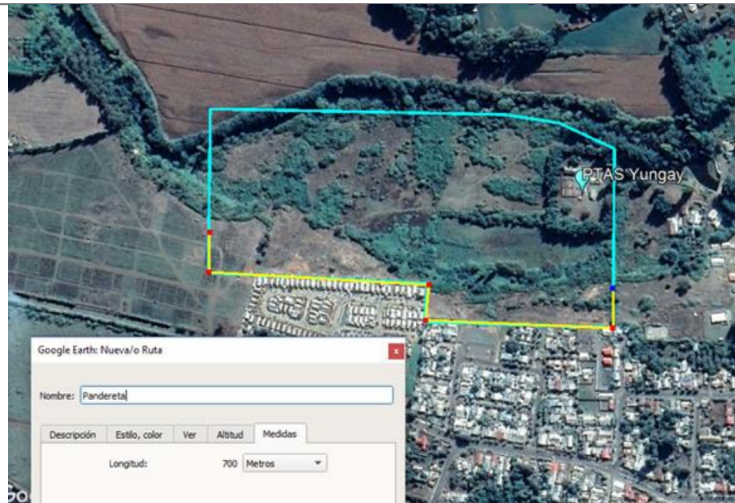 PTAS Yungay
Google Earth: Nueva/o Ruta
x
Nombre: Pandereta
Descripción Estilo, color Ver Altitud Medidas
Longitud: 700 Metros